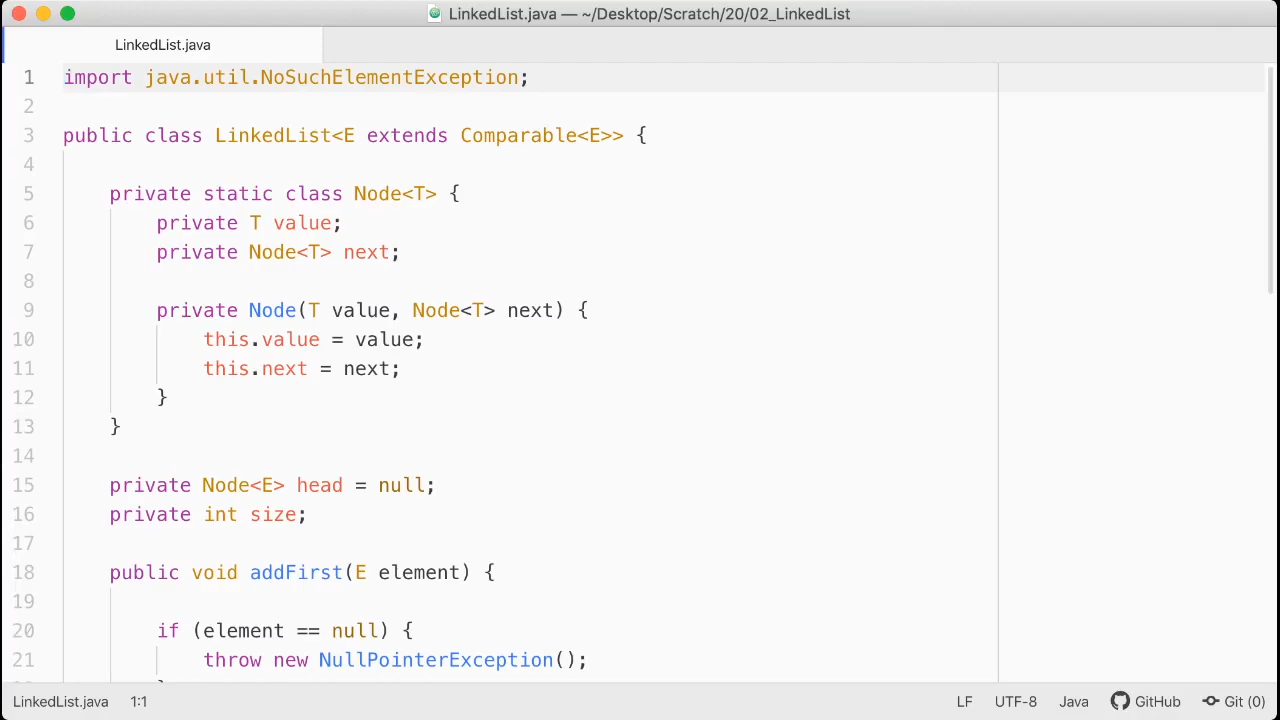 LinkedList.java — ~/Desktop/Scratch/20/02_LinkedList
LinkedList.java
1 import java.util.NoSuchElementException;
2
3 public class LinkedList<E extends Comparable<E>> {
4
5     private static class Node<T> {
6         private T value;
7         private Node<T> next;
8
9         private Node(T value, Node<T> next) {
10             this.value = value;
11             this.next = next;
12         }
13     }
14
15     private Node<E> head = null;
16     private int size;
17
18     public void addFirst(E element) {
19
20         if (element == null) {
21             throw new NullPointerException();
LinkedList.java 1:1 LF UTF-8 Java GitHub Git (0)